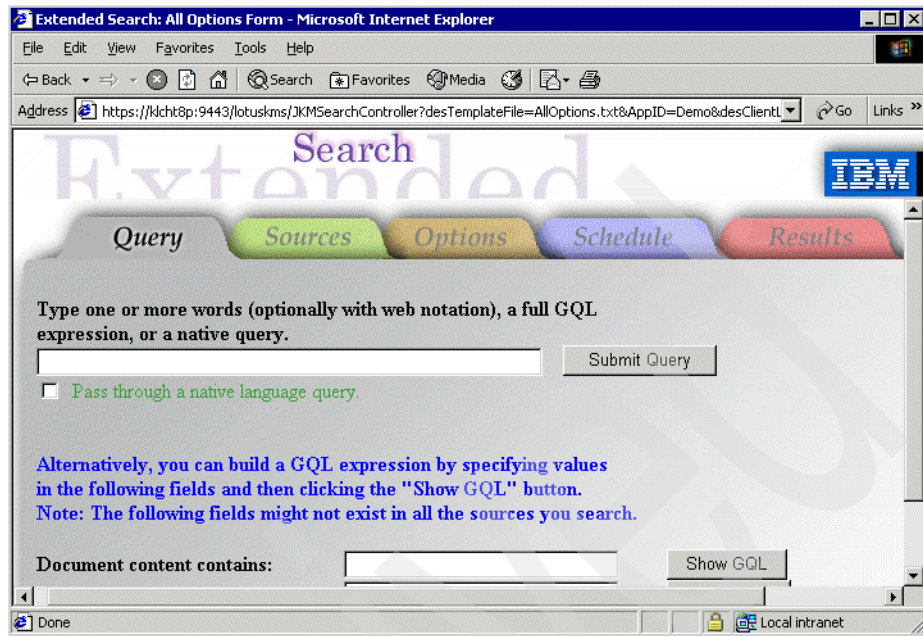 Extended Search: All Options Form - Microsoft Internet Explorer
File Edit View Favorites Tools Help
Back Search Favorites Media
Address https://klcht8p:9443/lotuskms/JKMSearchController?desTemplateFile=AllOptions.txt&AppID=Demo&desClientL Go Links »
Extended
Search
IBM
Query Sources Options Schedule Results
Type one or more words (optionally with web notation), a full GQL
expression, or a native query.
Submit Query
Pass through a native language query.
Alternatively, you can build a GQL expression by specifying values
in the following fields and then clicking the "Show GQL" button.
Note: The following fields might not exist in all the sources you search.
Document content contains: Show GQL
Done Local intranet